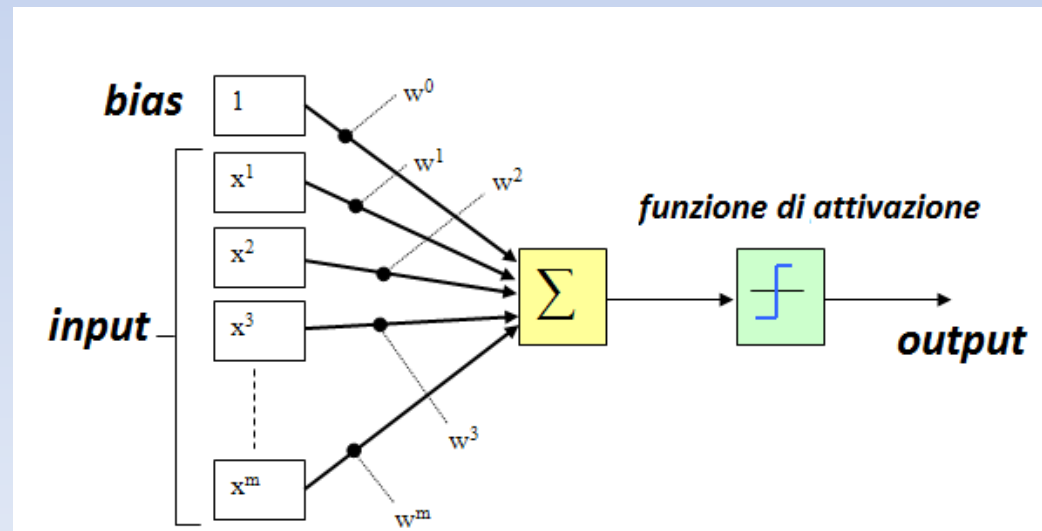 bias
1
w⁰
x¹
w¹
w²
x²
funzione di attivazione
∑
input
x³
output
w³
xᵐ
wᵐ